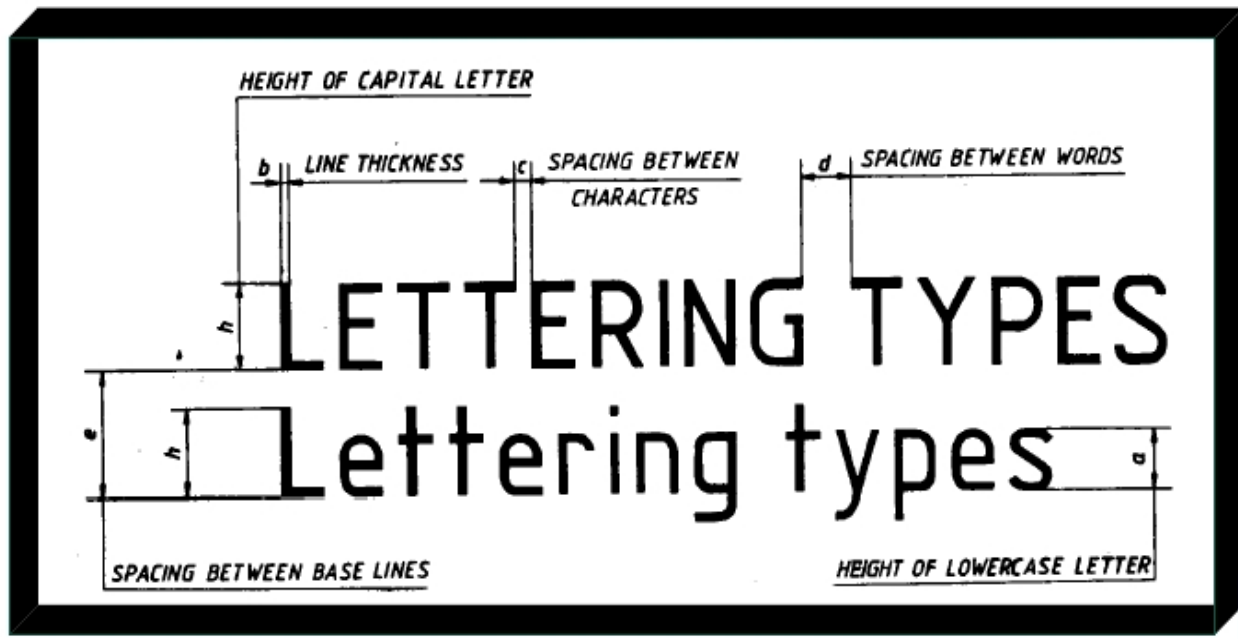 HEIGHT OF CAPITAL LETTER
b LINE THICKNESS c SPACING BETWEEN d SPACING BETWEEN WORDS
CHARACTERS
h LETTERING TYPES
e h Lettering types a
SPACING BETWEEN BASE LINES HEIGHT OF LOWERCASE LETTER